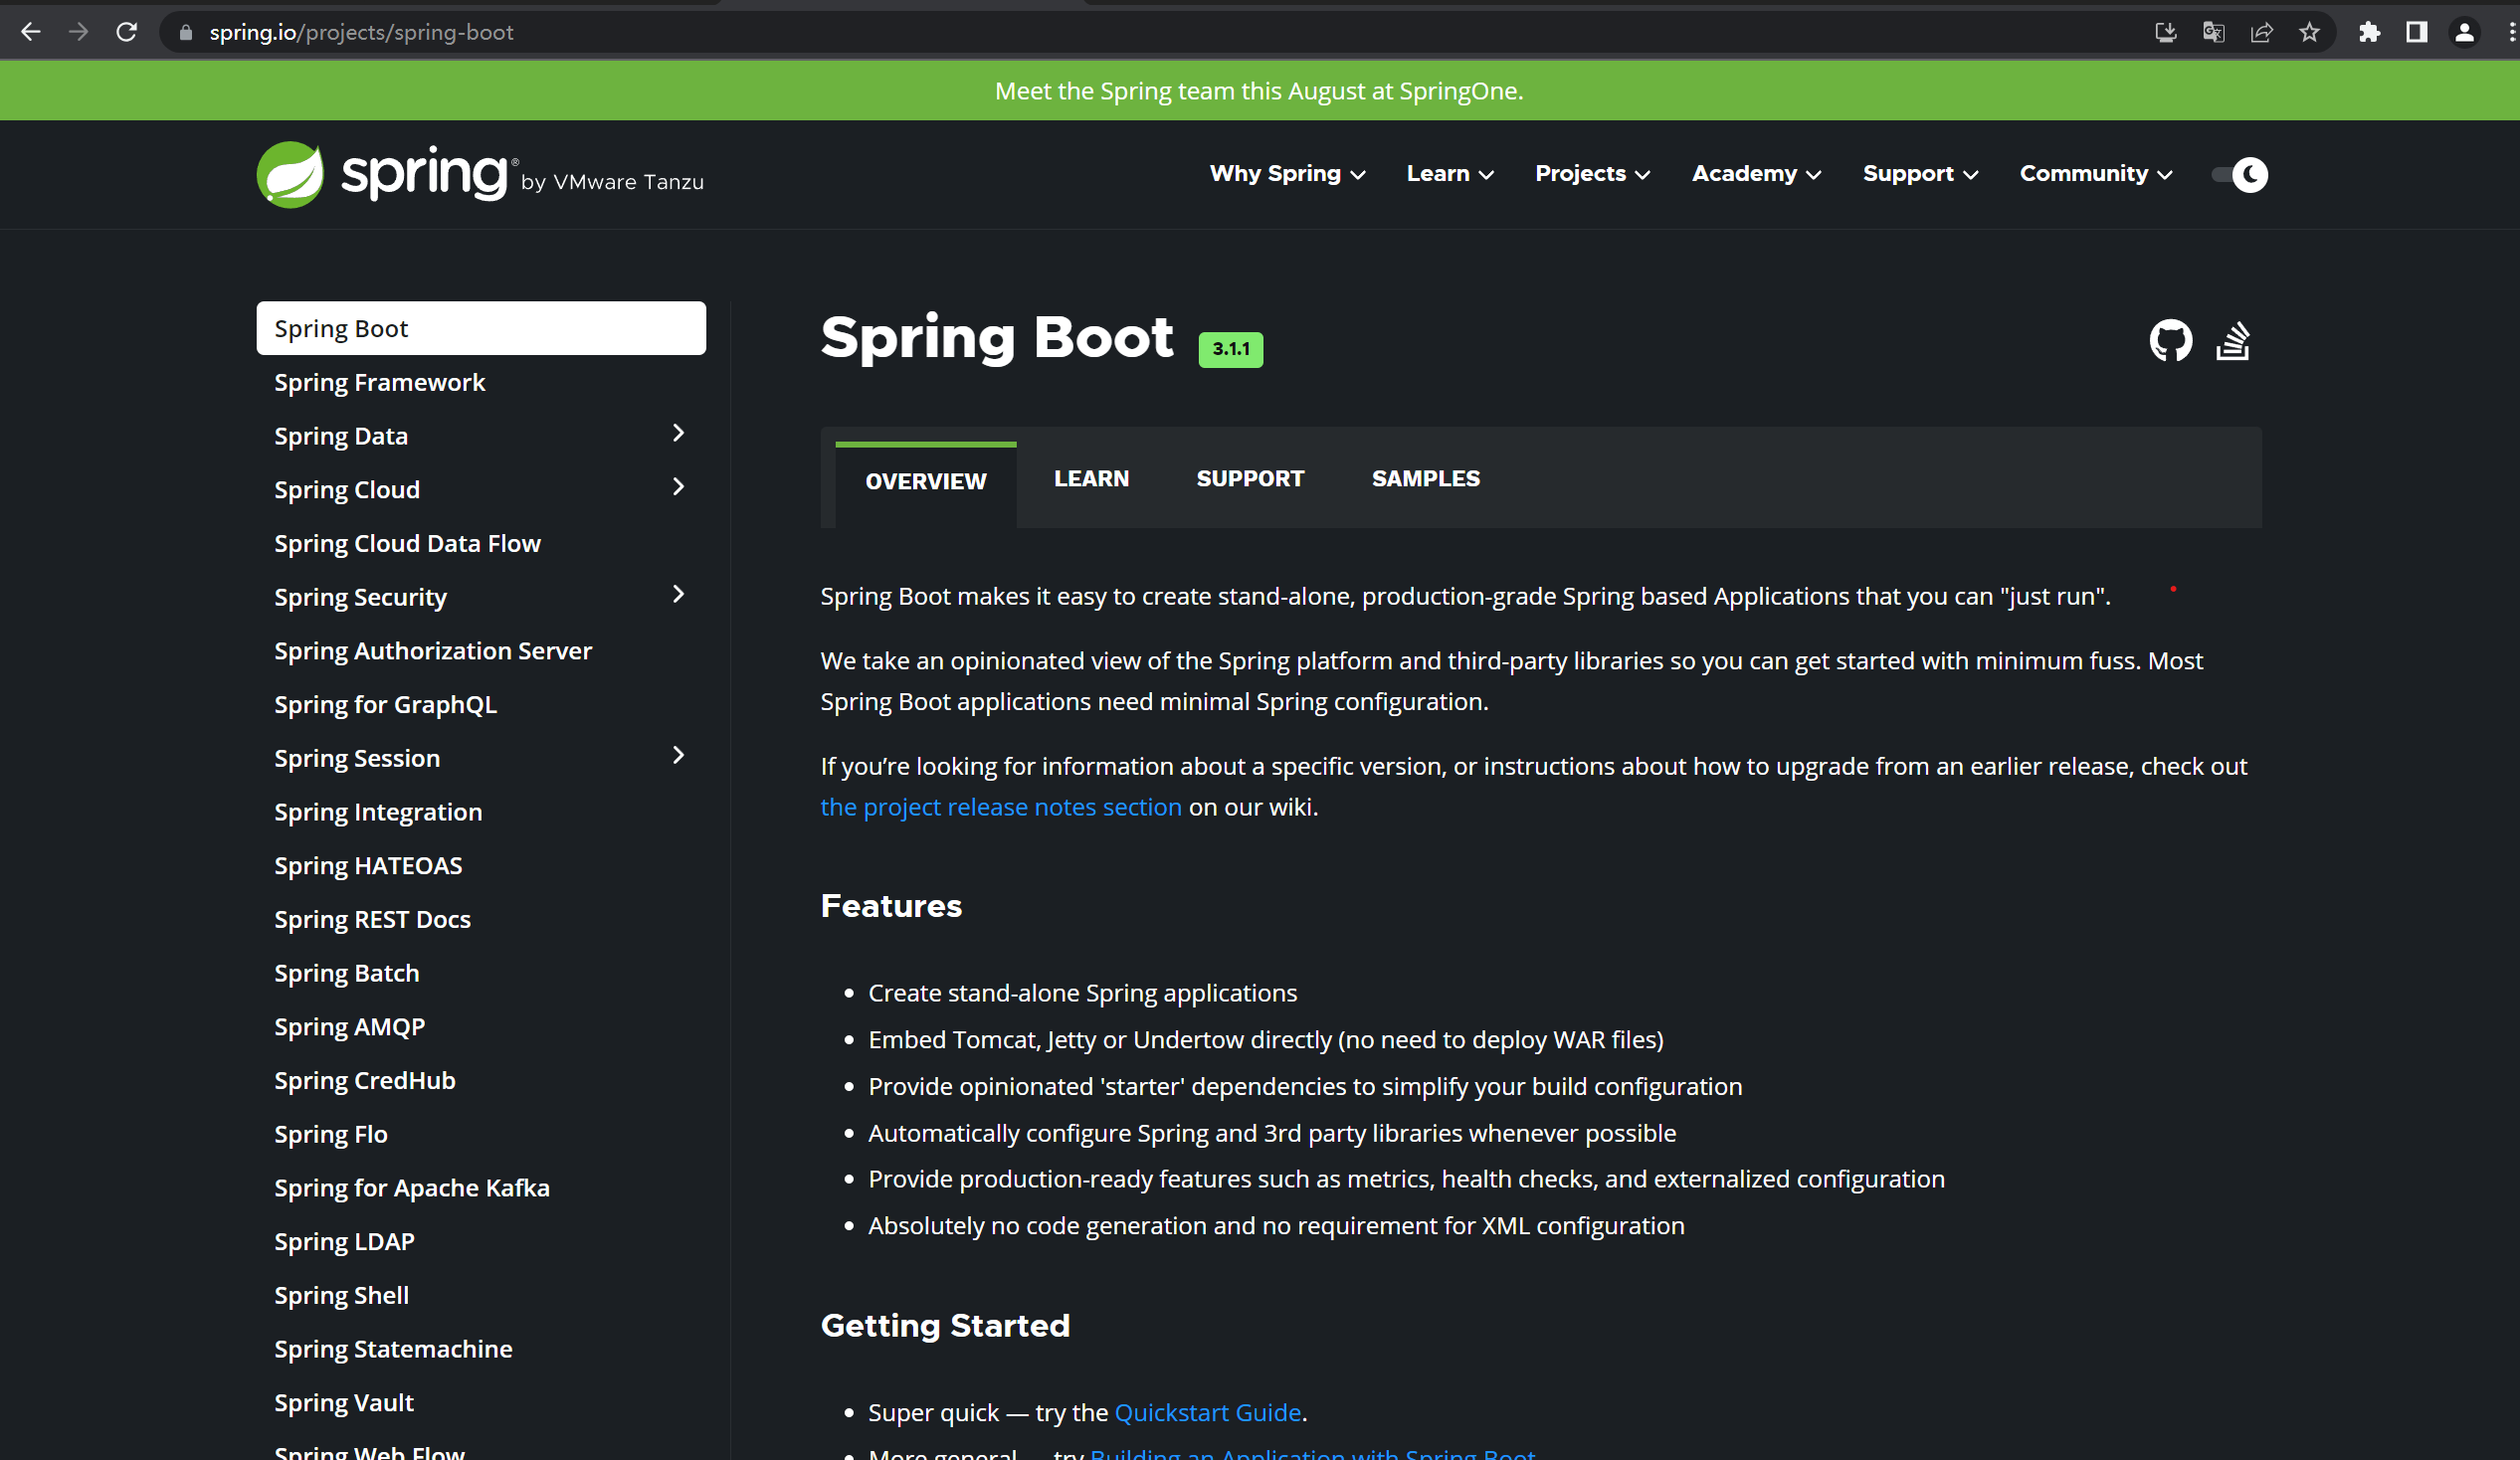 spring.io/projects/spring-boot
Meet the Spring team this August at SpringOne.
spring® by VMware Tanzu
Why Spring Learn Projects Academy Support Community
Spring Boot
Spring Framework
Spring Data
Spring Cloud
Spring Cloud Data Flow
Spring Security
Spring Authorization Server
Spring for GraphQL
Spring Session
Spring Integration
Spring HATEOAS
Spring REST Docs
Spring Batch
Spring AMQP
Spring CredHub
Spring Flo
Spring for Apache Kafka
Spring LDAP
Spring Shell
Spring Statemachine
Spring Vault
Spring Web Flow
Spring Boot 3.1.1
OVERVIEW LEARN SUPPORT SAMPLES
Spring Boot makes it easy to create stand-alone, production-grade Spring based Applications that you can "just run".
We take an opinionated view of the Spring platform and third-party libraries so you can get started with minimum fuss. Most
Spring Boot applications need minimal Spring configuration.
If you’re looking for information about a specific version, or instructions about how to upgrade from an earlier release, check out
the project release notes section on our wiki.
Features
• Create stand-alone Spring applications
• Embed Tomcat, Jetty or Undertow directly (no need to deploy WAR files)
• Provide opinionated 'starter' dependencies to simplify your build configuration
• Automatically configure Spring and 3rd party libraries whenever possible
• Provide production-ready features such as metrics, health checks, and externalized configuration
• Absolutely no code generation and no requirement for XML configuration
Getting Started
• Super quick — try the Quickstart Guide.
• More general — try Building an Application with Spring Boot